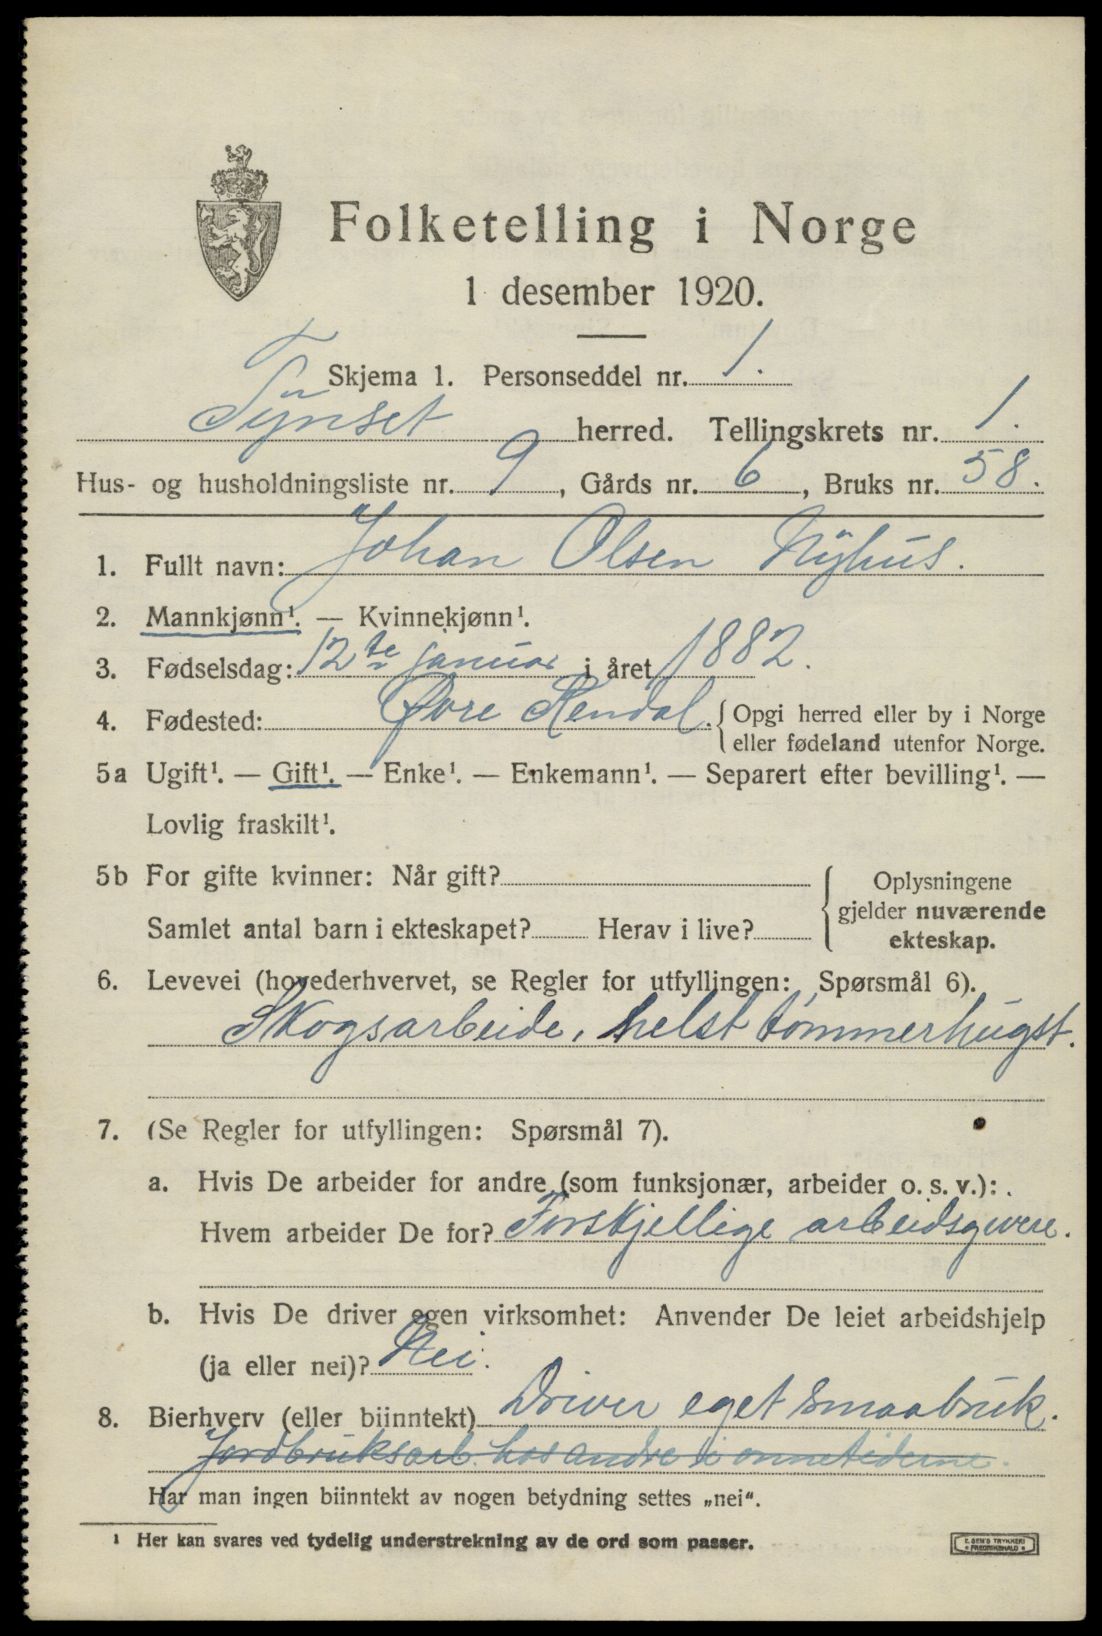 Folketelling i Norge
1 desember 1920.
Skjema 1. Personseddel nr. 1.
Tynset herred. Tellingskrets nr. 1.
Hus- og husholdningsliste nr. 9, Gårds nr. 6, Bruks nr. 58.
1. Fullt navn: Johan Olsen Nyhus.
2. Mannkjønn¹. — Kvinnekjønn¹.
3. Fødselsdag: 12te januar i året 1882.
4. Fødested: Øvre Rendal. { Opgi herred eller by i Norge
eller fødeland utenfor Norge.
5a Ugift¹. — Gift¹. — Enke¹. — Enkemann¹. — Separert efter bevilling¹. —
Lovlig fraskilt¹.
5b For gifte kvinner: Når gift?
Samlet antal barn i ekteskapet? Herav i live?
Oplysningene
gjelder nuværende
ekteskap.
6. Levevei (hovederhvervet, se Regler for utfyllingen: Spørsmål 6).
Skogsarbeide, helst tømmerhugst.
7. (Se Regler for utfyllingen: Spørsmål 7).
a. Hvis De arbeider for andre (som funksjonær, arbeider o. s. v.):
Hvem arbeider De for? Forskjellige arbeidsgivere.
b. Hvis De driver egen virksomhet: Anvender De leiet arbeidshjelp
(ja eller nei)? Nei.
8. Bierhverv (eller biinntekt) Driver eget smaabruk.
Jordbruksarb. hos andre i onnetiderne.
Har man ingen biinntekt av nogen betydning settes „nei“.
¹ Her kan svares ved tydelig understrekning av de ord som passer.
E. SEM'S TRYKKERI
FREDRIKSHALD